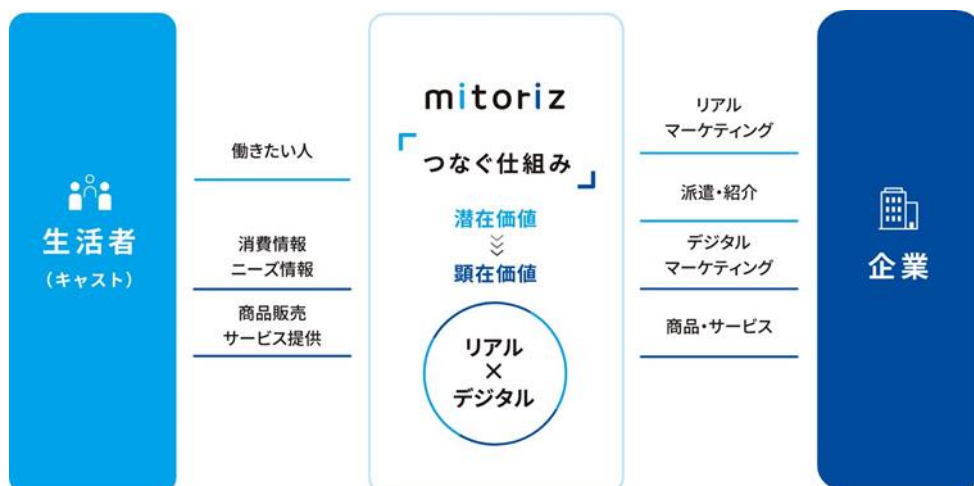 生活者
（キャスト）
働きたい人
消費情報
ニーズ情報
商品販売
サービス提供
mitoriz
つなぐ仕組み
潜在価値
顕在価値
リアル
×
デジタル
リアル
マーケティング
派遣・紹介
デジタル
マーケティング
商品・サービス
企業